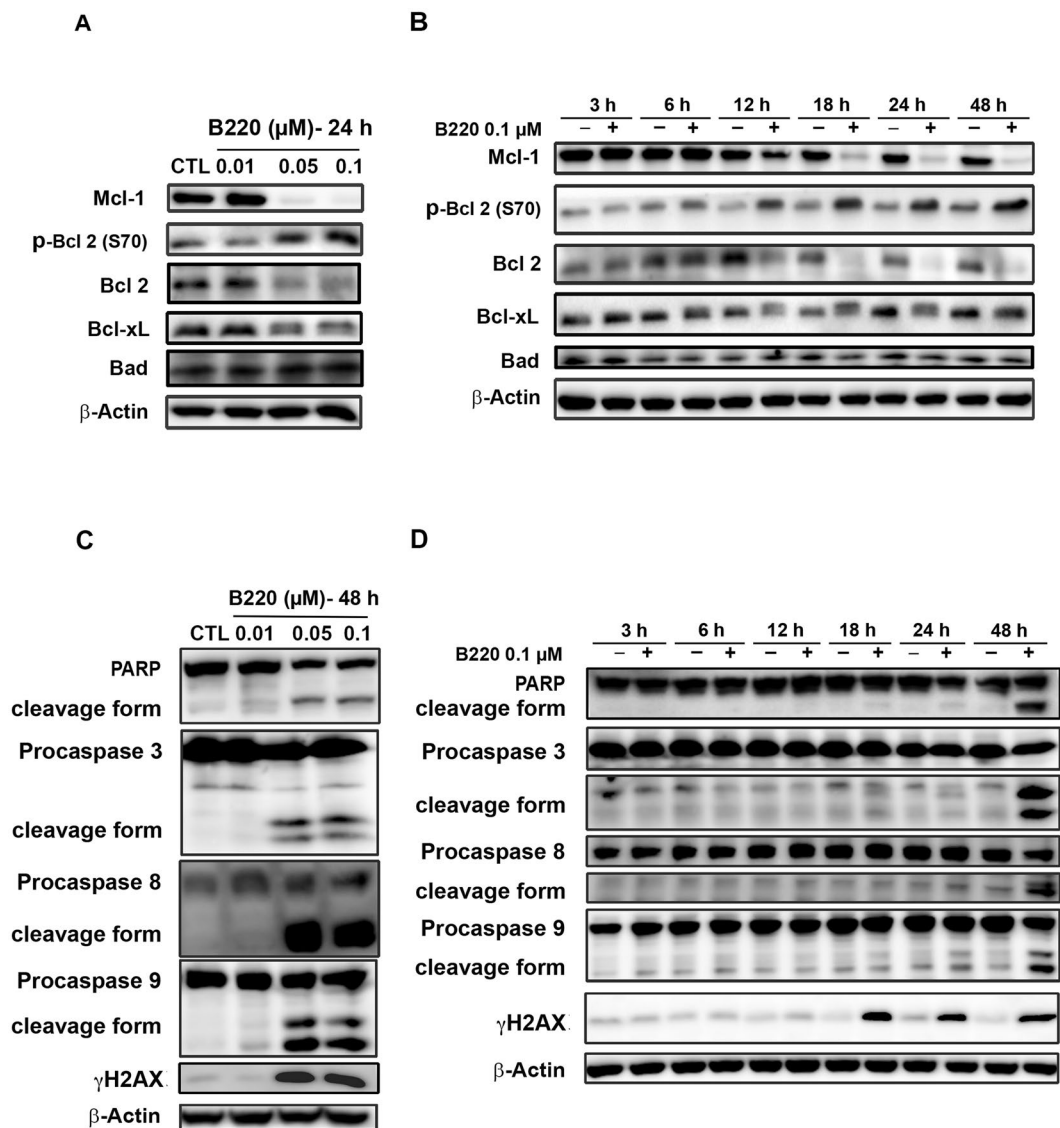 A
B220 (µM)- 24 h
CTL 0.01 0.05 0.1
Mcl-1
p-Bcl 2 (S70)
Bcl 2
Bcl-xL
Bad
β-Actin
B
3 h 6 h 12 h 18 h 24 h 48 h
B220 0.1 µM – + – + – + – + – + – +
Mcl-1
p-Bcl 2 (S70)
Bcl 2
Bcl-xL
Bad
β-Actin
C
B220 (µM)- 48 h
CTL 0.01 0.05 0.1
PARP
cleavage form
Procaspase 3
cleavage form
Procaspase 8
cleavage form
Procaspase 9
cleavage form
γH2AX
β-Actin
D
3 h 6 h 12 h 18 h 24 h 48 h
B220 0.1 µM – + – + – + – + – + – +
PARP
cleavage form
Procaspase 3
cleavage form
Procaspase 8
cleavage form
Procaspase 9
cleavage form
γH2AX
β-Actin